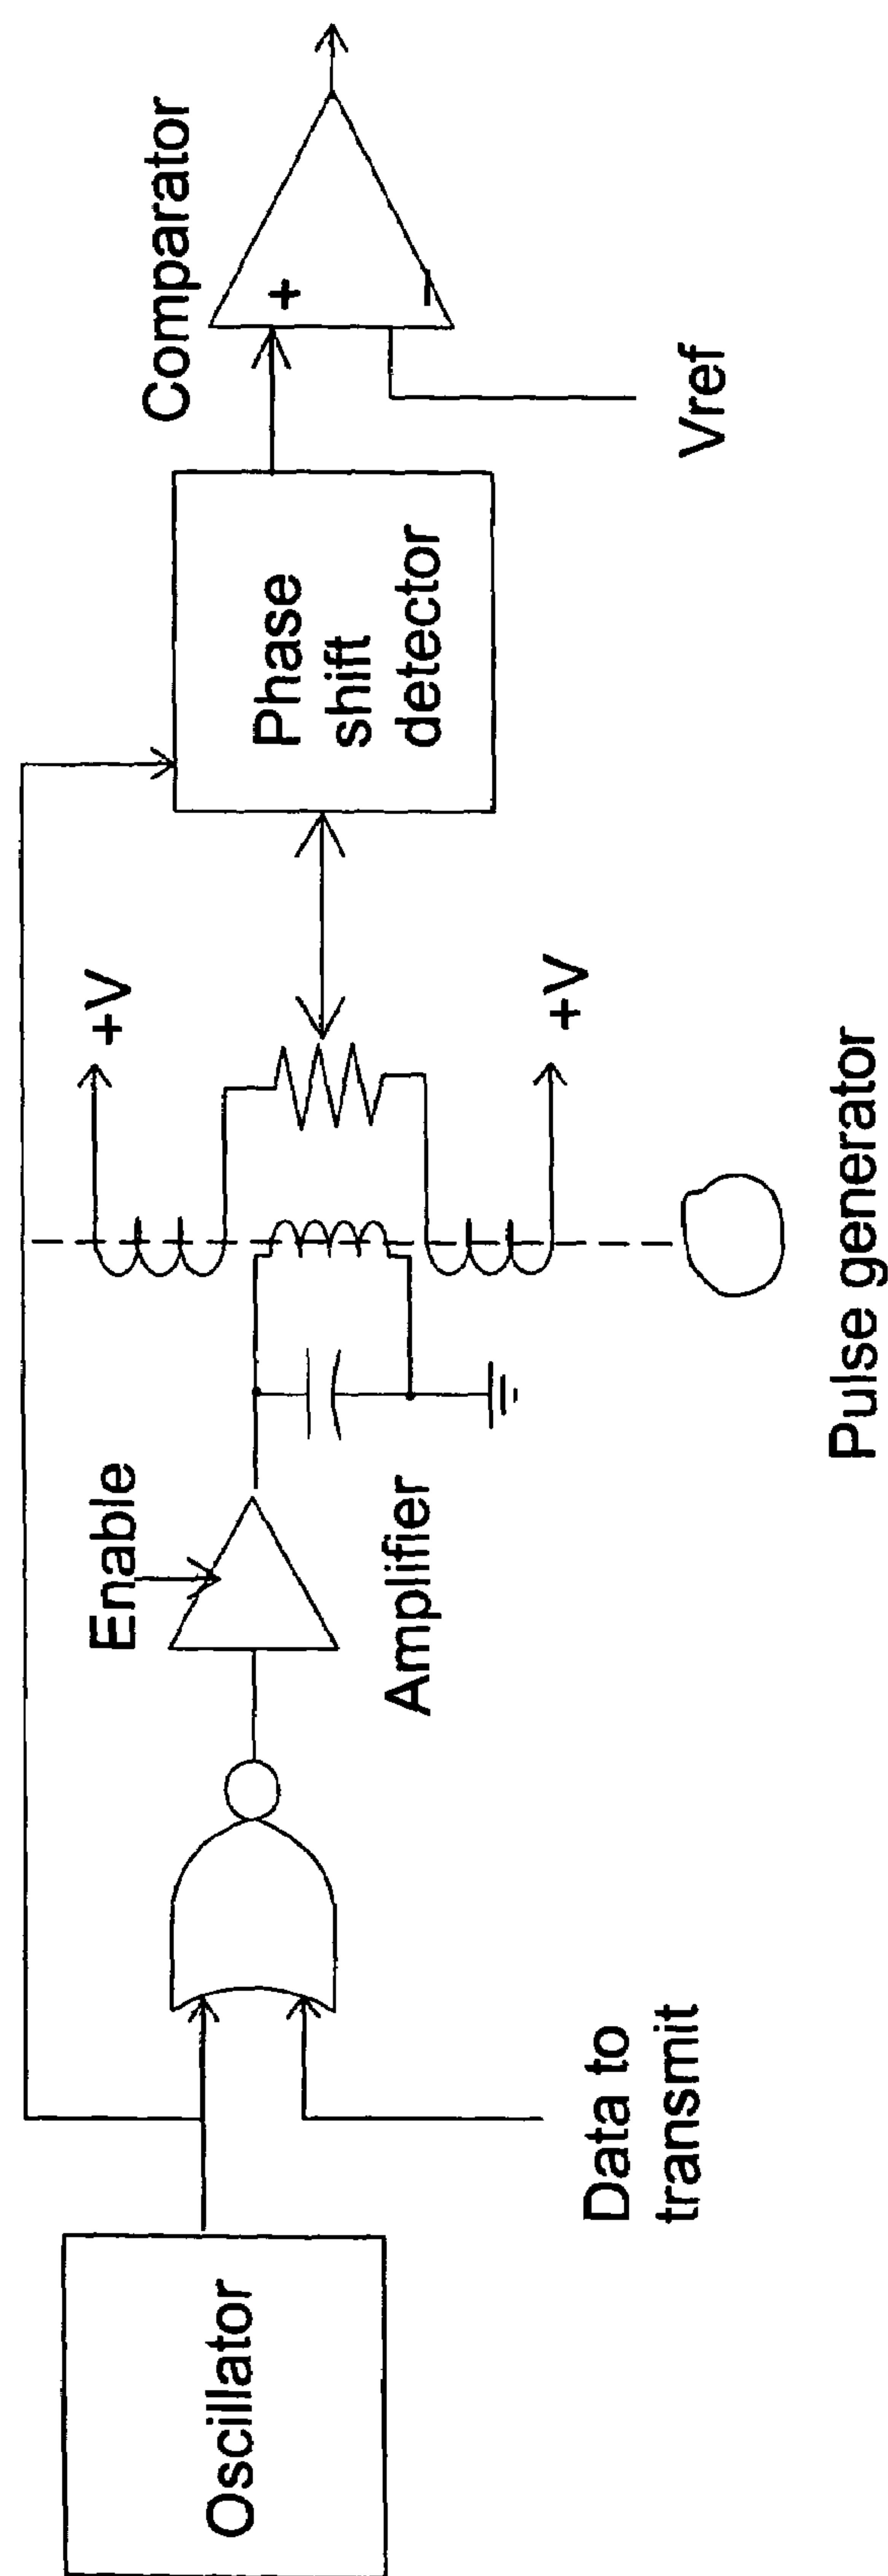 Oscillator
Data to
transmit
Enable
Amplifier
+V
+V
Pulse generator
Phase
shift
detector
Comparator
+
−
Vref